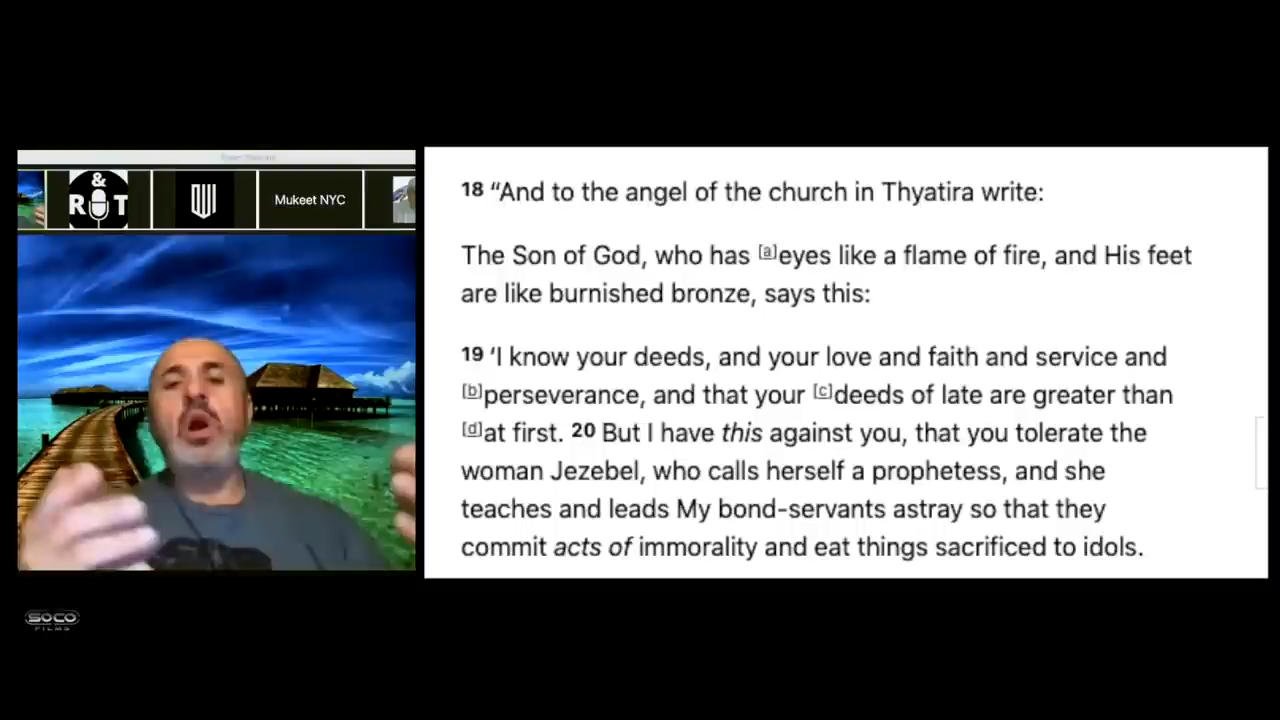 &
R T
Mukeet NYC
18 “And to the angel of the church in Thyatira write:
The Son of God, who has [a]eyes like a flame of fire, and His feet
are like burnished bronze, says this:
19 ‘I know your deeds, and your love and faith and service and
[b]perseverance, and that your [c]deeds of late are greater than
[d]at first. 20 But I have this against you, that you tolerate the
woman Jezebel, who calls herself a prophetess, and she
teaches and leads My bond-servants astray so that they
commit acts of immorality and eat things sacrificed to idols.
SOCO
FILMS